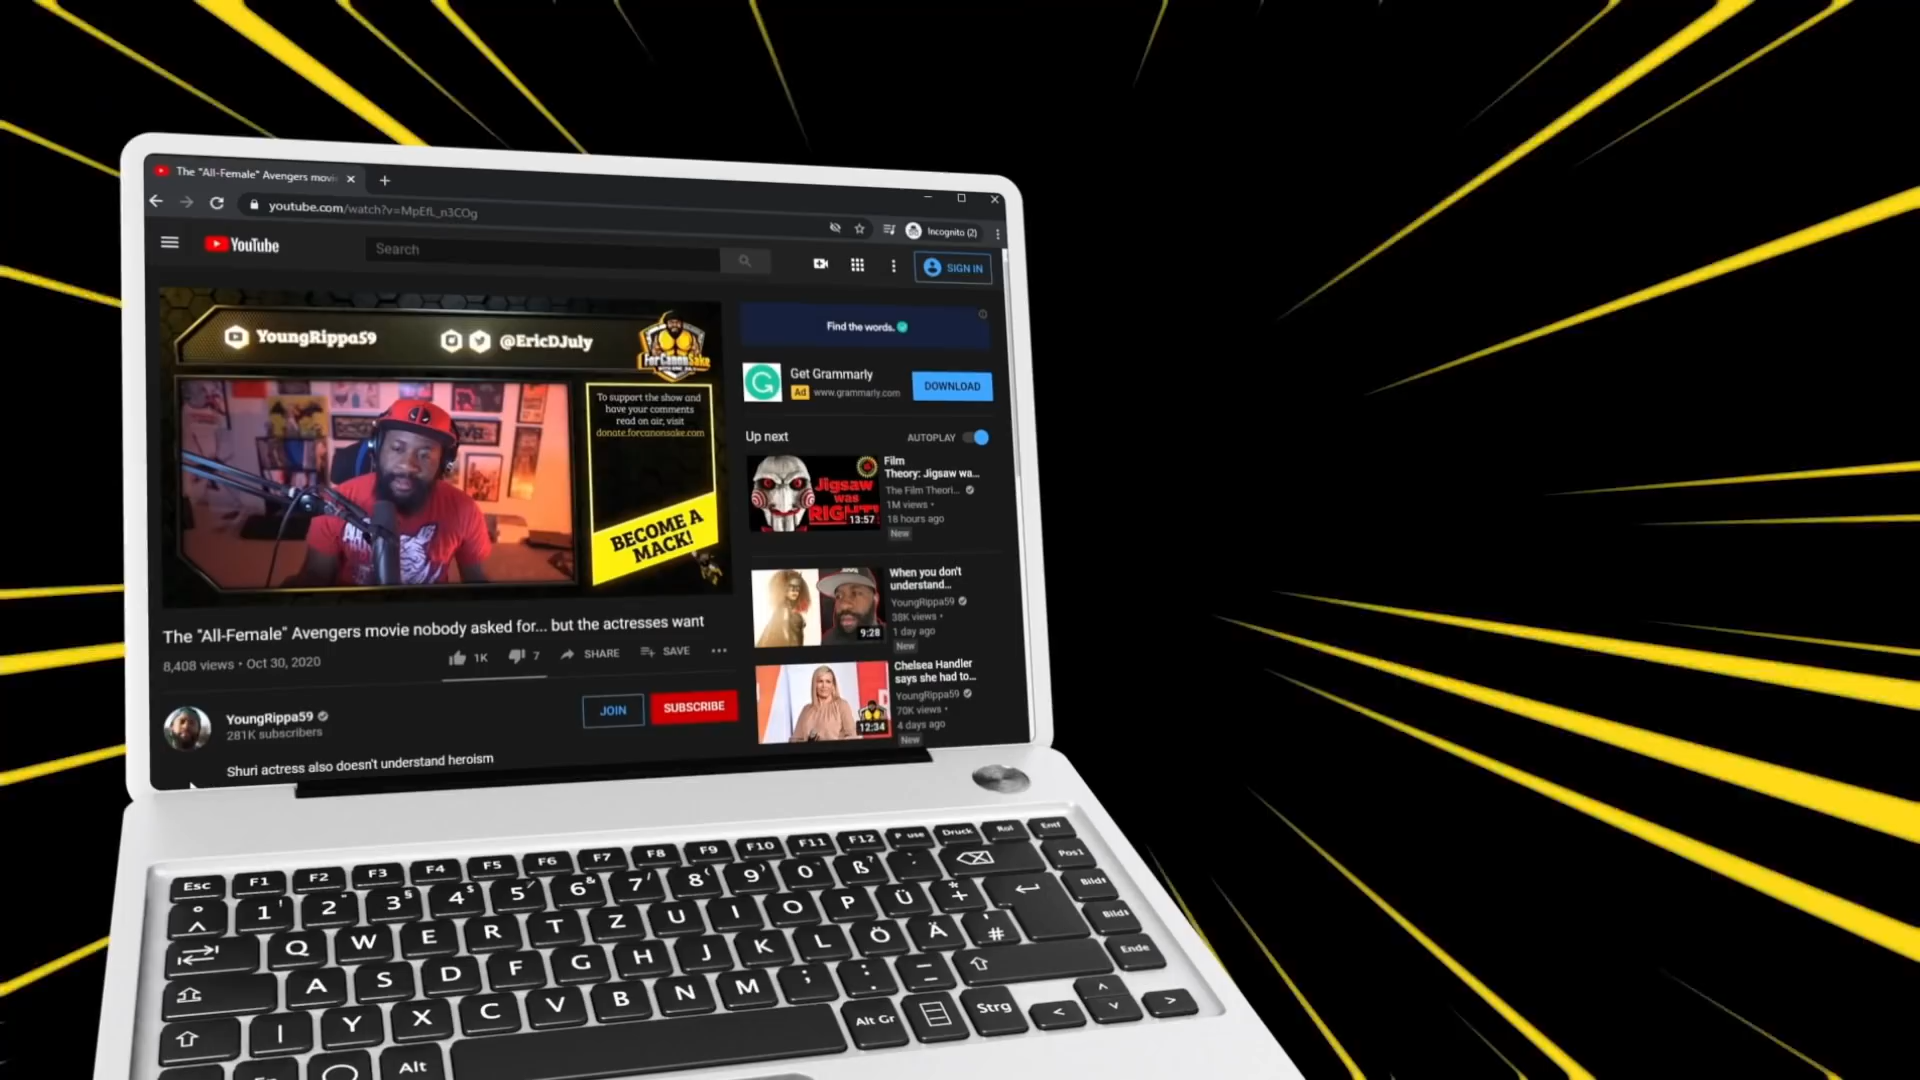 The "All-Female" Avengers movi
youtube.com/watch?v=MpEfL_n3COg
Incognito (2)
YouTube
Search
SIGN IN
YoungRippa59
@EricDJuly
ForCanonSake
To support the show and
have your comments
read on air, visit
donate.forcanonsake.com
BECOME A
MACK!
Find the words.
Get Grammarly
Ad www.grammarly.com
DOWNLOAD
Up next
AUTOPLAY
Jigsaw
was
RIGHT!
13:57
Film
Theory: Jigsaw wa...
The Film Theori...
1M views •
18 hours ago
New
9:28
When you don't
understand...
YoungRippa59
38K views •
1 day ago
New
12:34
Chelsea Handler
says she had to...
YoungRippa59
70K views •
4 days ago
New
The "All-Female" Avengers movie nobody asked for... but the actresses want
8,408 views • Oct 30, 2020
1K 7 SHARE SAVE
YoungRippa59
281K subscribers
JOIN
SUBSCRIBE
Shuri actress also doesn't understand heroism
Esc F1 F2 F3 F4 F5 F6 F7 F8 F9 F10 F11 F12 Druck Rol Entf
° ^ 1 ' 2 " 3 § 4 $ 5 6 & 7 / 8 ( 9 ) 0 ß ? Pos1
Q W E R T Z U I O P Ü * + Bild↑
A S D F G H J K L Ö Ä ' # Bild↓
| Y X C V B N M ; : _ Ende
Alt Alt Gr Strg < ^ v >